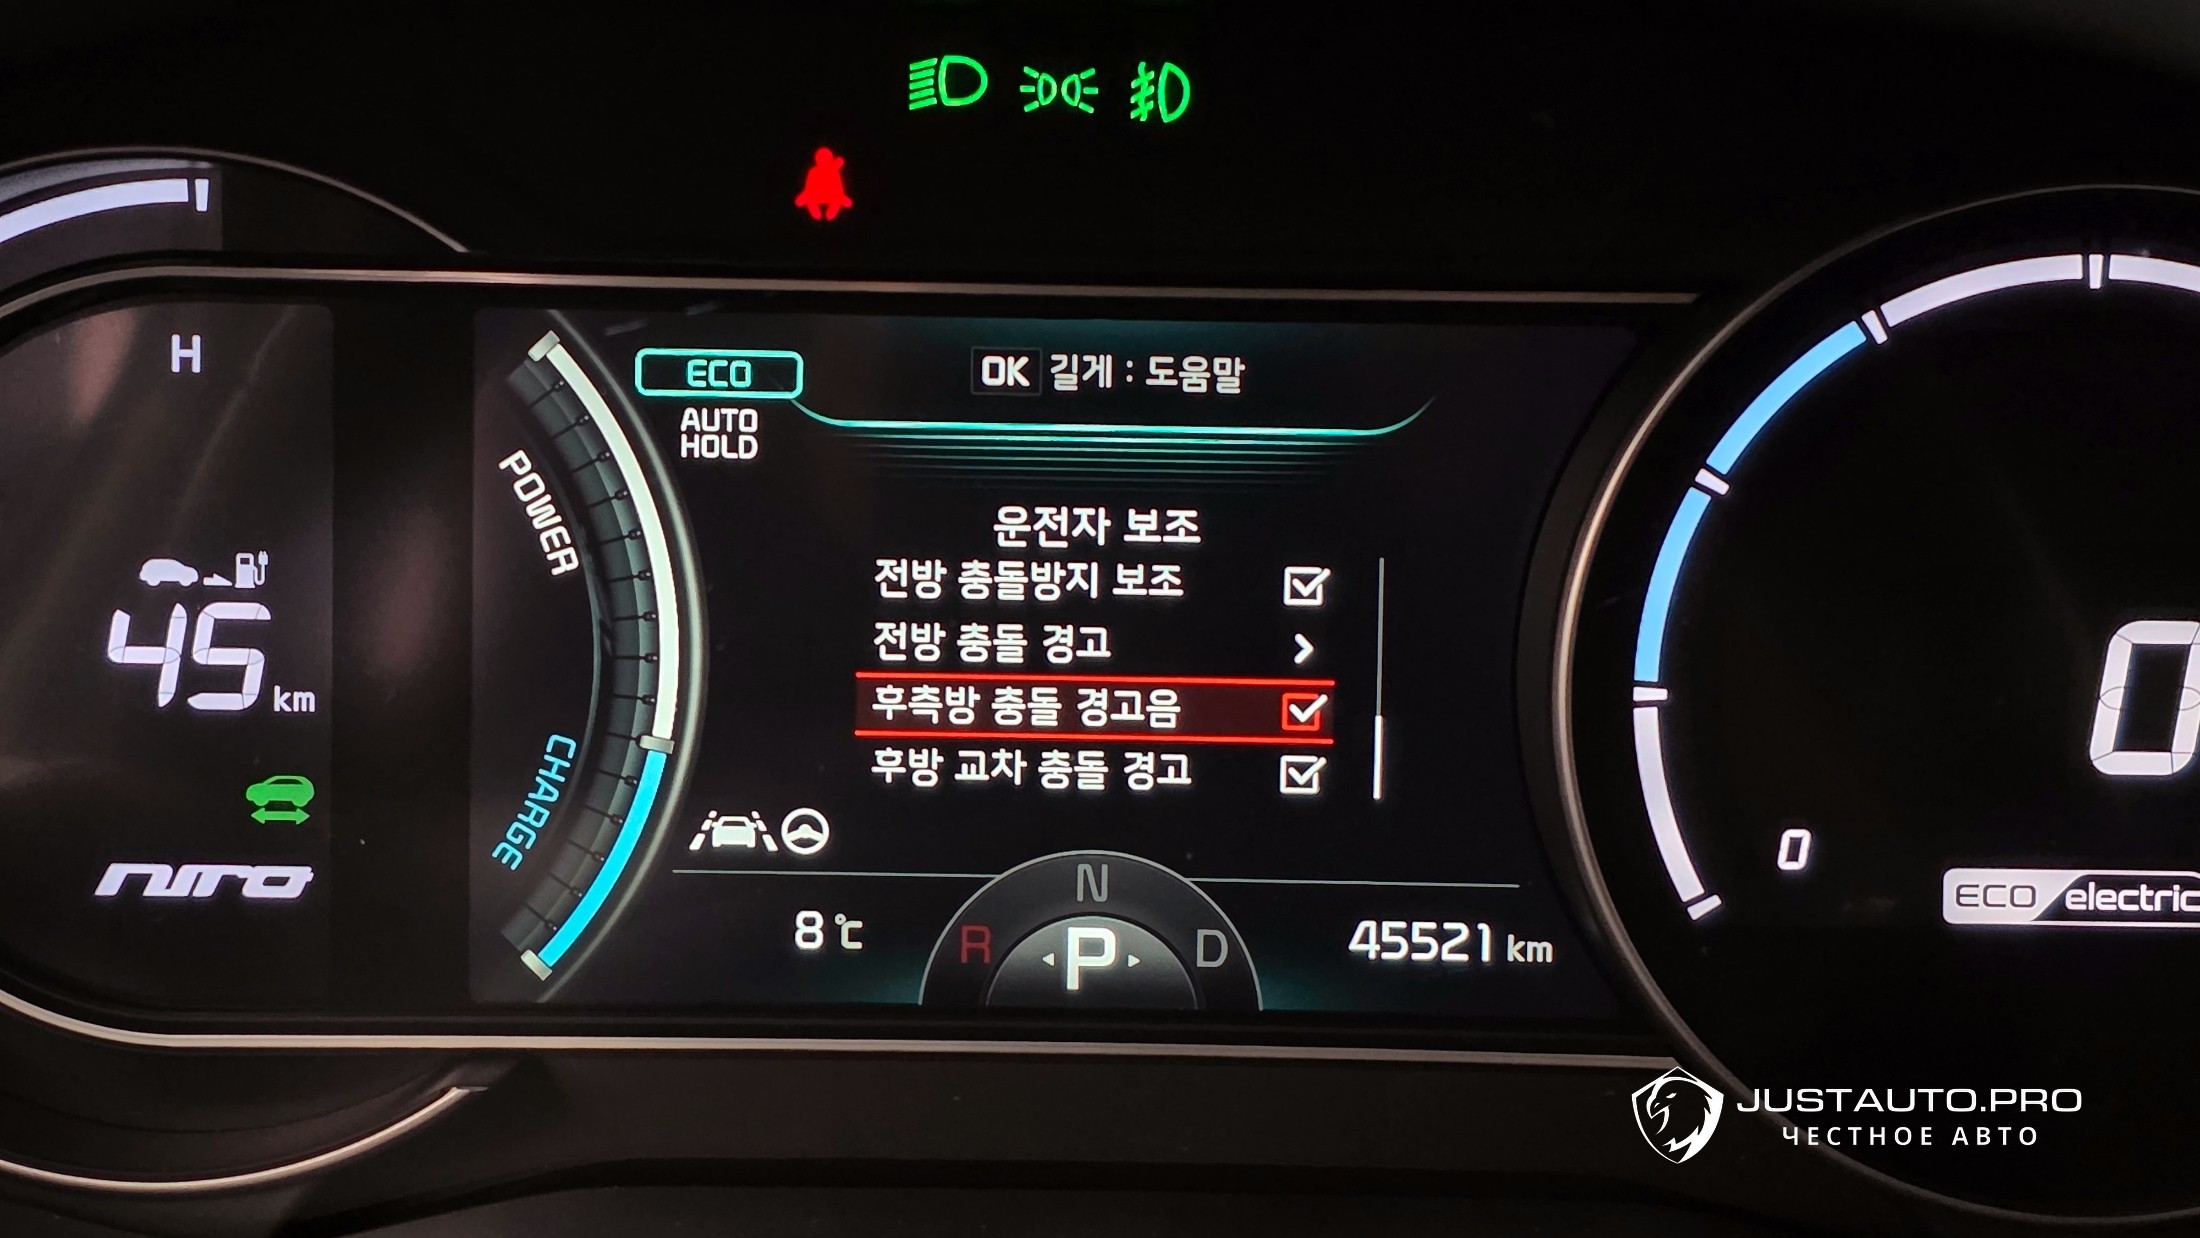 H
ECO
OK 길게 : 도움말
AUTO
HOLD
POWER
운전자 보조
전방 충돌방지 보조
전방 충돌 경고
후측방 충돌 경고음
후방 교차 충돌 경고
45 km
CHARGE
NIRO
0
0
ECO electric
N
R
P
D
8 ℃
45521 km
JUSTAUTO.PRO
ЧЕСТНОЕ АВТО